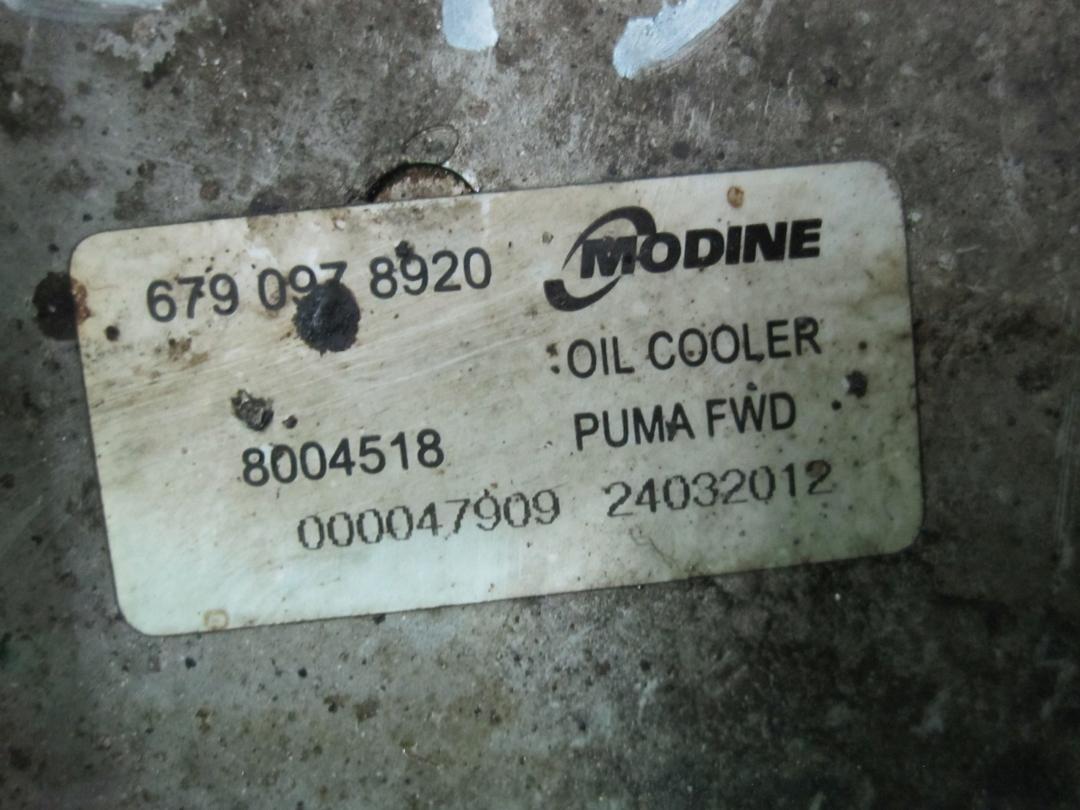 679 097 8920 MODINE
OIL COOLER
8004518 PUMA FWD
000047909 24032012